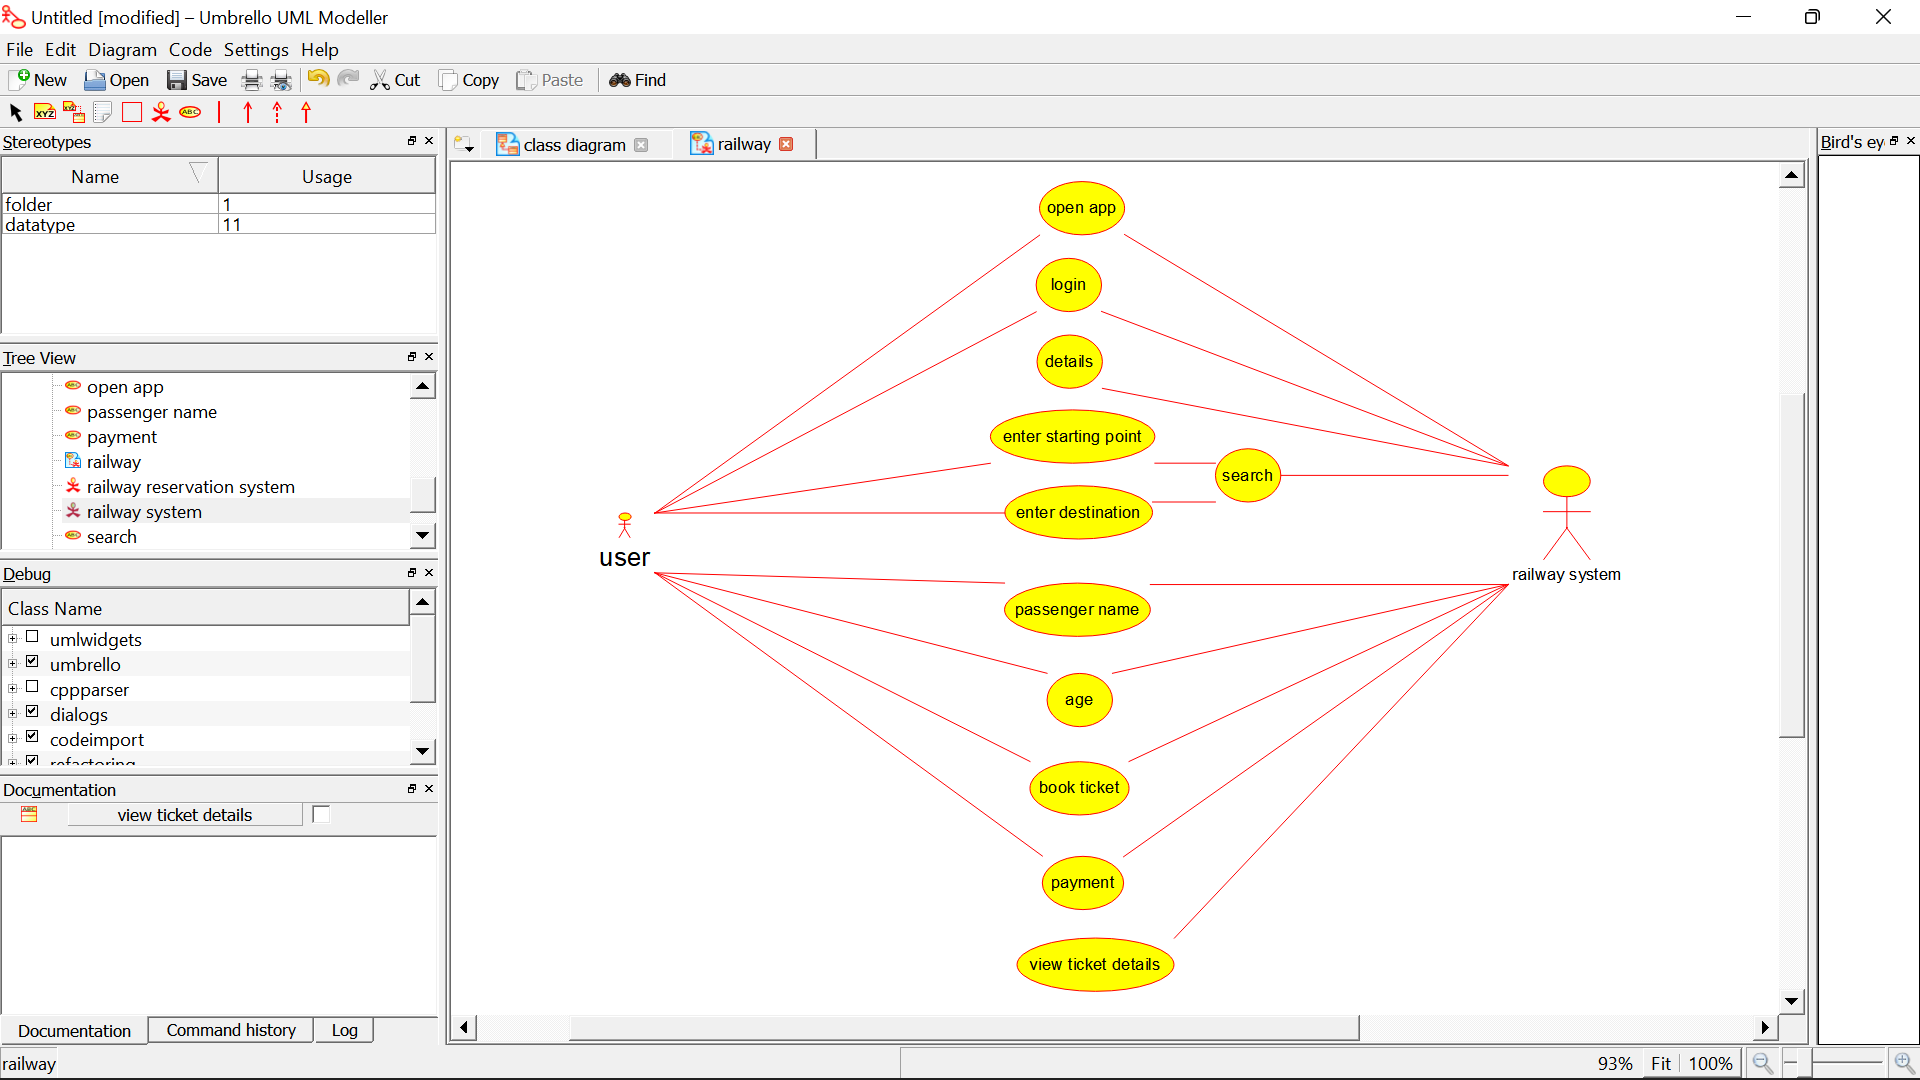 Untitled [modified] – Umbrello UML Modeller
File Edit Diagram Code Settings Help
New Open Save Cut Copy Paste Find
XYZ XYZ ABC
Stereotypes
Name Usage
folder 1
datatype 11
Tree View
open app
passenger name
payment
railway
railway reservation system
railway system
search
Debug
Class Name
umlwidgets
umbrello
cppparser
dialogs
codeimport
refactoring
Documentation
view ticket details
Documentation Command history Log
class diagram railway
open app
login
details
enter starting point
search
enter destination
user
railway system
passenger name
age
book ticket
payment
view ticket details
Bird's ey
railway
93% Fit 100%